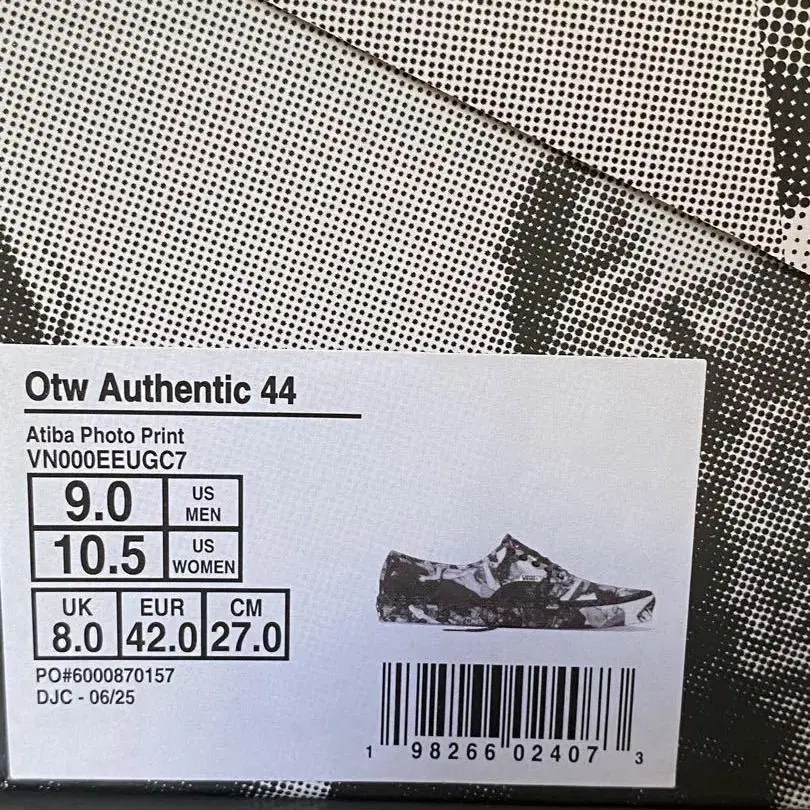 Otw Authentic 44
Atiba Photo Print
VN000EEUGC7
9.0 US MEN
10.5 US WOMEN
UK EUR CM
8.0 42.0 27.0
PO#6000870157
DJC - 06/25
1 98266 02407 3